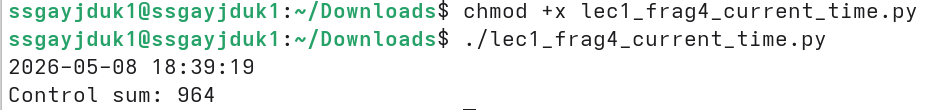 ssgayjduk1@ssgayjduk1:~/Downloads$ chmod +x lec1_frag4_current_time.py
ssgayjduk1@ssgayjduk1:~/Downloads$ ./lec1_frag4_current_time.py
2026-05-08 18:39:19
Control sum: 964